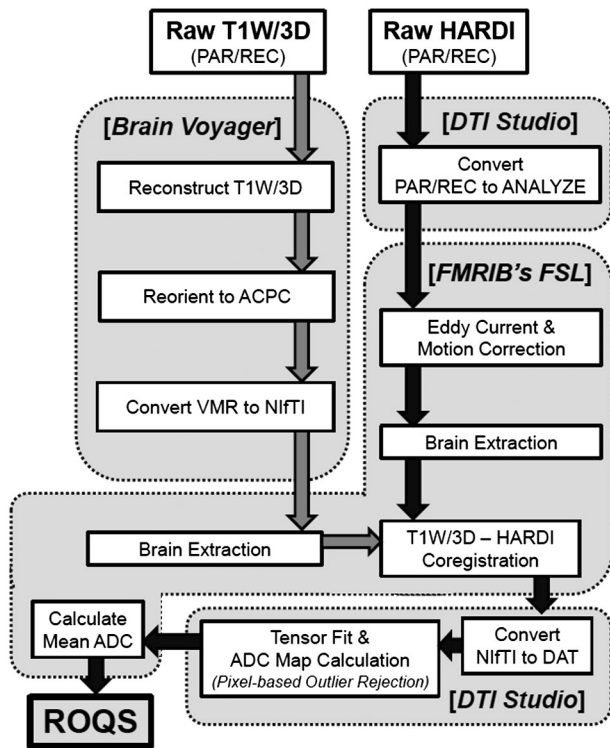 Raw T1W/3D
(PAR/REC)
Raw HARDI
(PAR/REC)
[Brain Voyager]
[DTI Studio]
Reconstruct T1W/3D
Convert
PAR/REC to ANALYZE
[FMRIB's FSL]
Reorient to ACPC
Eddy Current &
Motion Correction
Convert VMR to NIfTI
Brain Extraction
Brain Extraction
T1W/3D – HARDI
Coregistration
Calculate
Mean ADC
Tensor Fit &
ADC Map Calculation
(Pixel-based Outlier Rejection)
Convert
NIfTI to DAT
[DTI Studio]
ROQS